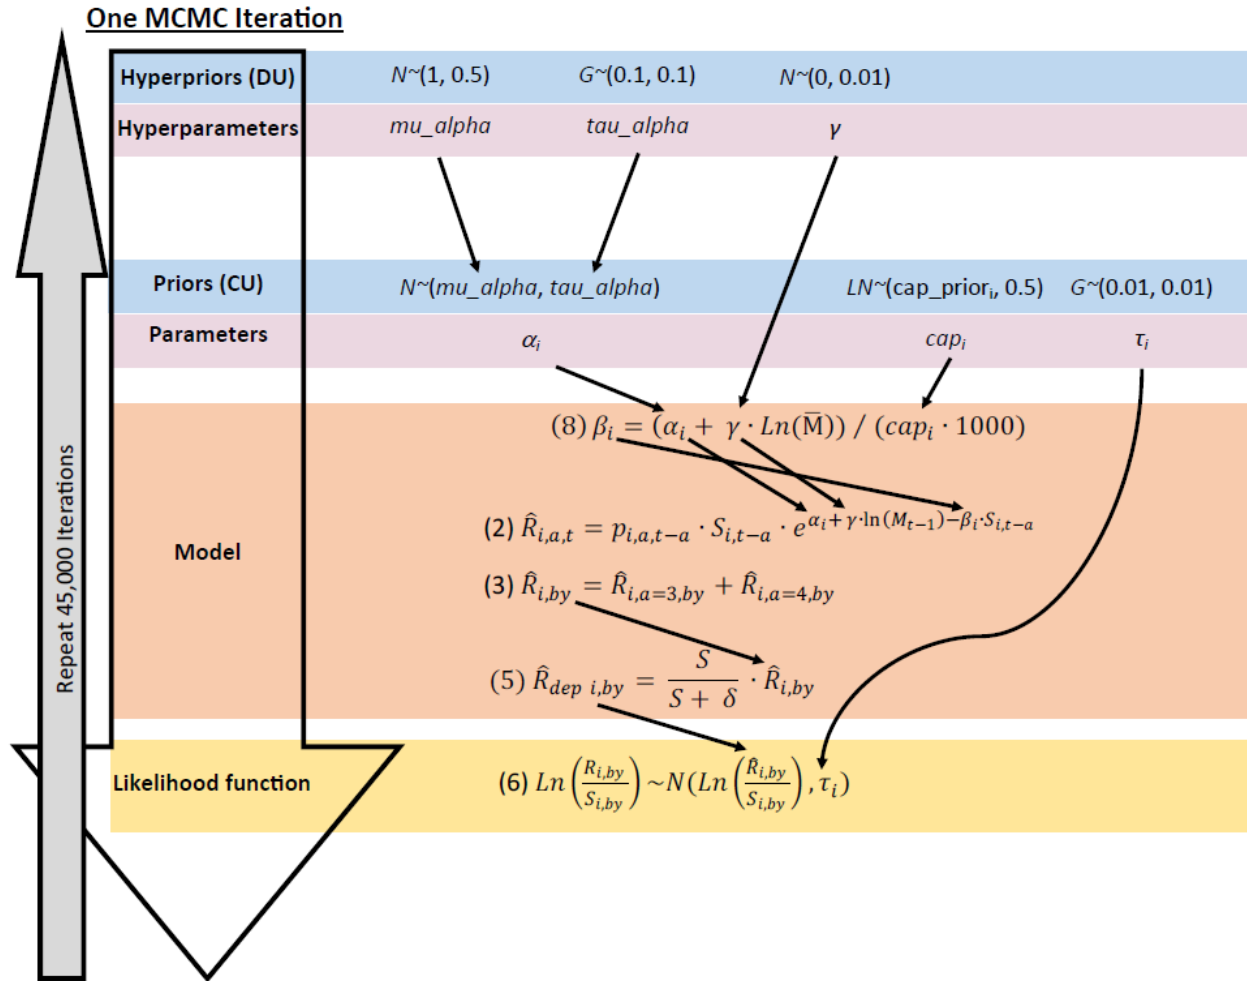 One MCMC Iteration
Repeat 45,000 Iterations
Hyperpriors (DU) N~(1, 0.5) G~(0.1, 0.1) N~(0, 0.01)
Hyperparameters mu_alpha tau_alpha γ
Priors (CU) N~(mu_alpha, tau_alpha) LN~(cap_prior_i, 0.5) G~(0.01, 0.01)
Parameters α_i cap_i τ_i
Model
(8) β_i = (α_i + γ · Ln(M̄)) / (cap_i · 1000)
(2) R̂_{i,a,t} = p_{i,a,t−a} · S_{i,t−a} · e^{α_i + γ·ln(M_{t−1})−β_i·S_{i,t−a}}
(3) R̂_{i,by} = R̂_{i,a=3,by} + R̂_{i,a=4,by}
(5) R̂_{dep i,by} = S / (S + δ) · R̂_{i,by}
Likelihood function (6) Ln(R_{i,by} / S_{i,by}) ~N(Ln(R̂_{i,by} / S_{i,by}), τ_i)